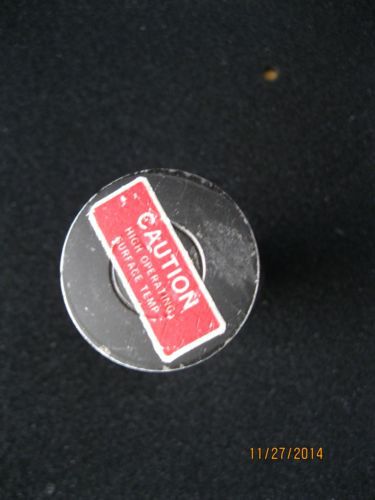 CAUTION
HIGH OPERATING
SURFACE TEMP.
11/27/2014